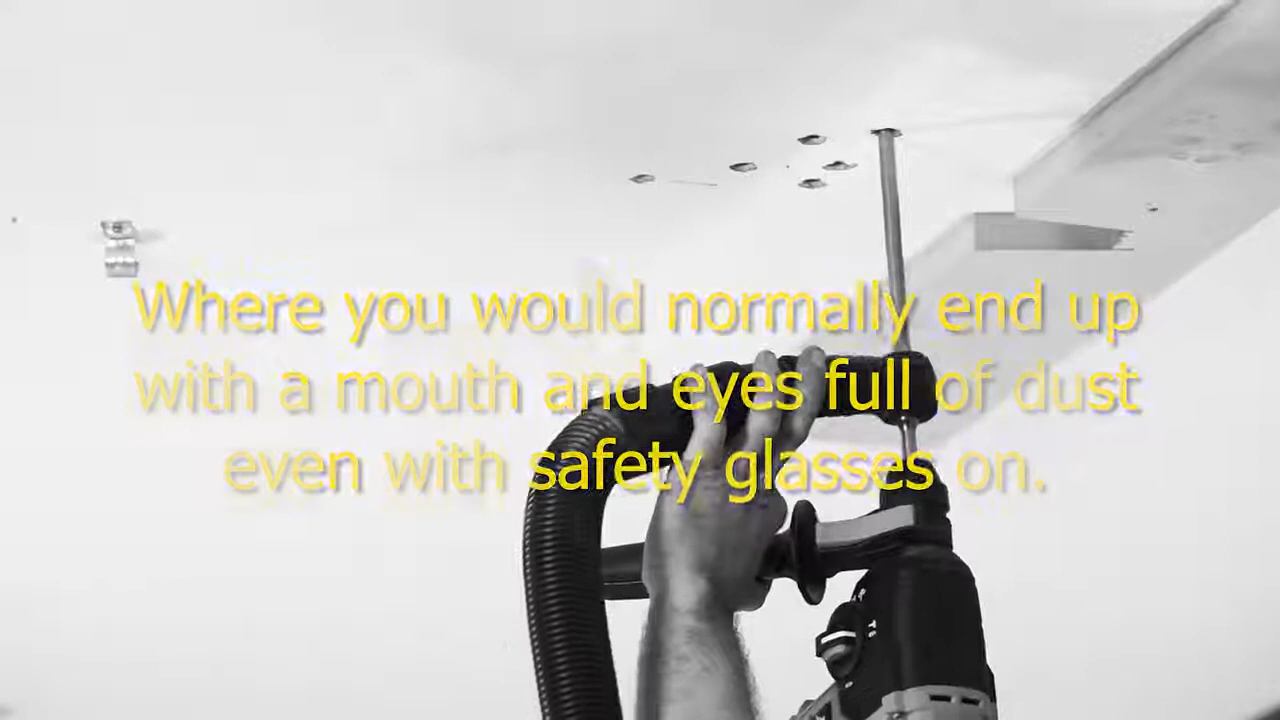 Where you would normally end up
with a mouth and eyes full of dust
even with safety glasses on.